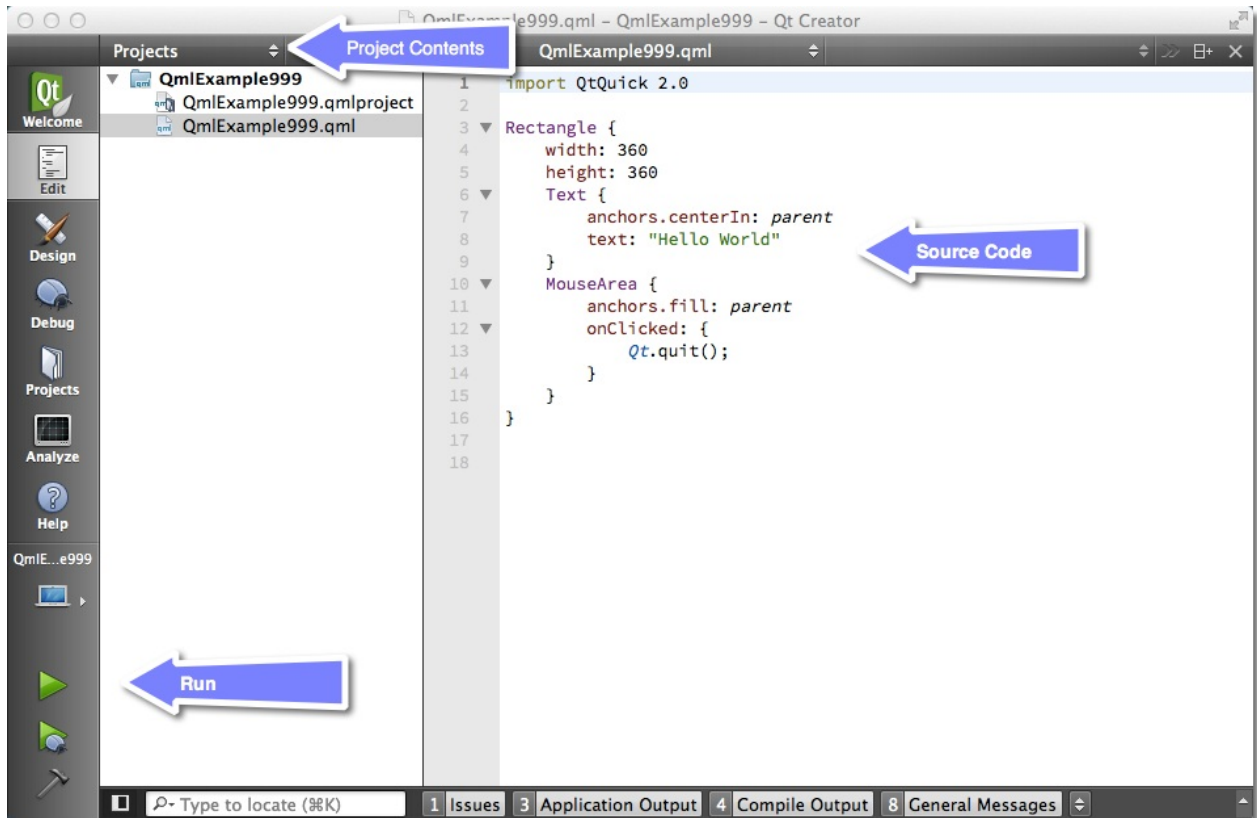 QmlExample999.qml – QmlExample999 – Qt Creator
Projects
Project Contents
QmlExample999.qml
Welcome
Edit
Design
Debug
Projects
Analyze
Help
QmlE...e999
QmlExample999
QmlExample999.qmlproject
QmlExample999.qml
1 import QtQuick 2.0
2
3 Rectangle {
4 width: 360
5 height: 360
6 Text {
7 anchors.centerIn: parent
8 text: "Hello World"
9 }
10 MouseArea {
11 anchors.fill: parent
12 onClicked: {
13 Qt.quit();
14 }
15 }
16 }
17
18
Source Code
Run
Type to locate (⌘K)
1 Issues 3 Application Output 4 Compile Output 8 General Messages